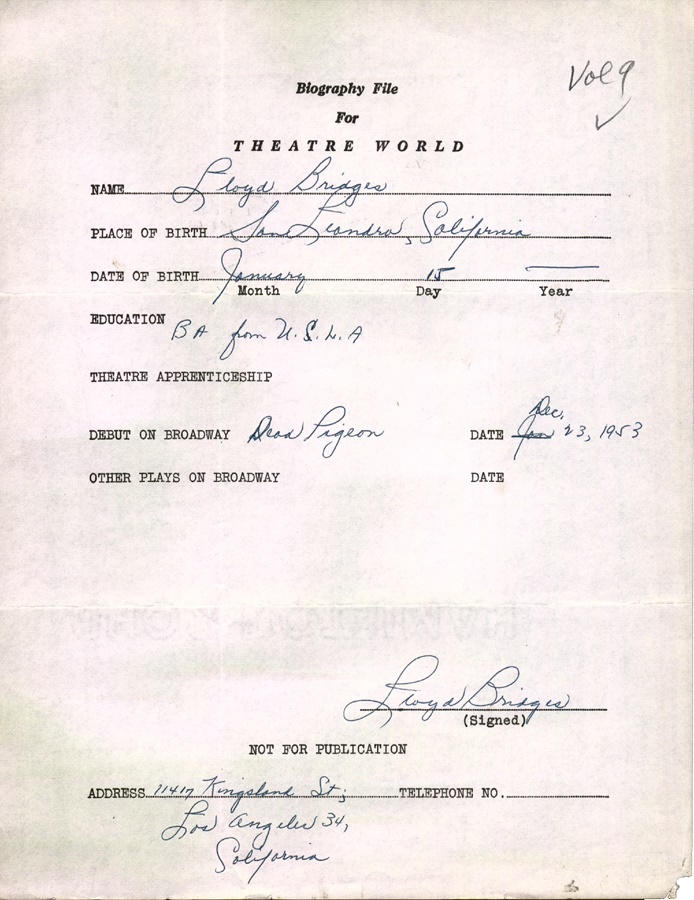 Vol 9
Biography File
For
THEATRE WORLD
NAME Lloyd Bridges
PLACE OF BIRTH San Leandro, California
DATE OF BIRTH January 15
Month Day Year
EDUCATION BA from U.S.L.A
THEATRE APPRENTICESHIP
DEBUT ON BROADWAY Dead Pigeon DATE Jan Dec. 23, 1953
OTHER PLAYS ON BROADWAY DATE
Lloyd Bridges
(Signed)
NOT FOR PUBLICATION
ADDRESS 11417 Kingsland St; TELEPHONE NO.
Los Angeles 34,
California